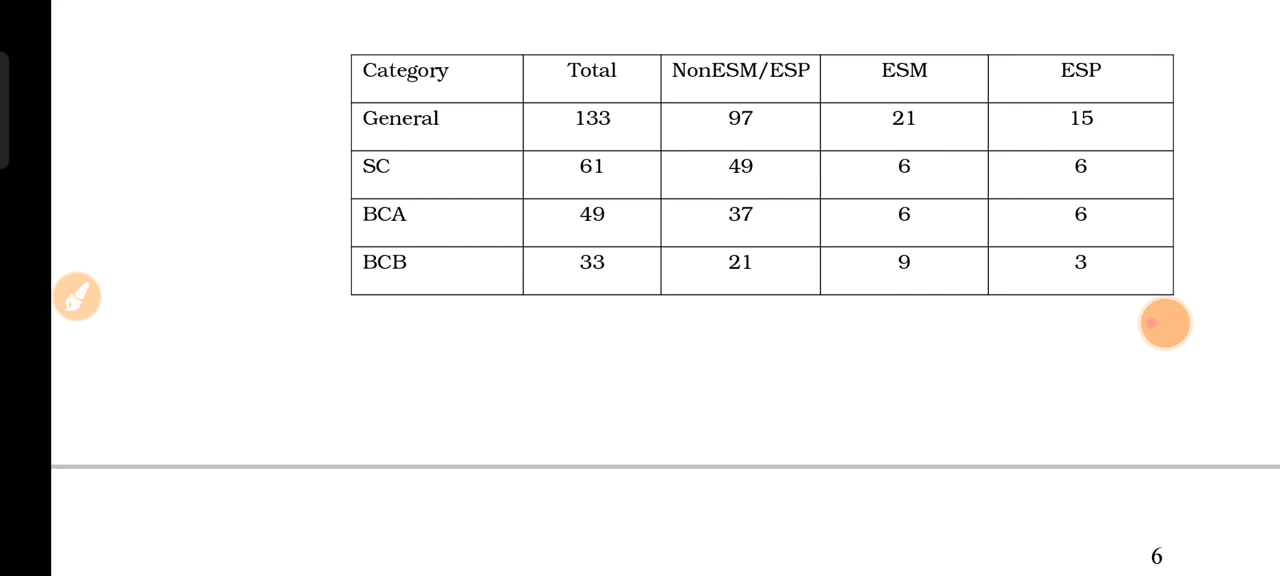 Category Total NonESM/ESP ESM ESP
General 133 97 21 15
SC 61 49 6 6
BCA 49 37 6 6
BCB 33 21 9 3
6